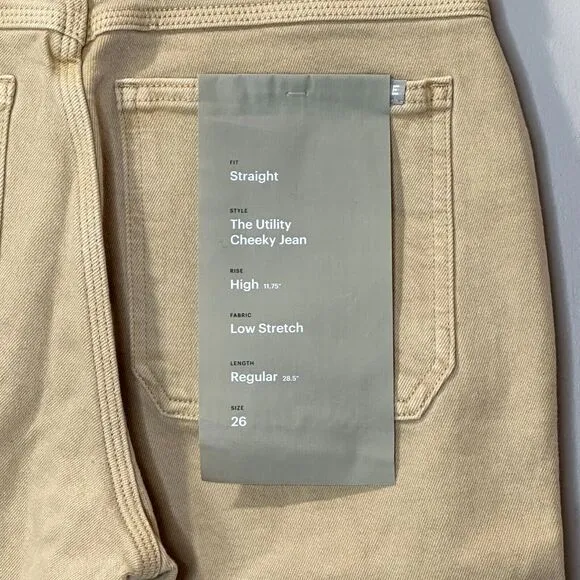 E
FIT
Straight
STYLE
The Utility
Cheeky Jean
RISE
High 11.75"
FABRIC
Low Stretch
LENGTH
Regular 28.5"
SIZE
26